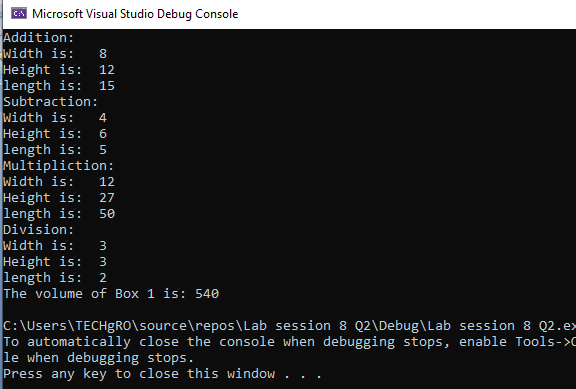 Microsoft Visual Studio Debug Console
Addition:
Width is:   8
Height is:  12
length is:  15
Subtraction:
Width is:   4
Height is:  6
length is:  5
Multipliction:
Width is:   12
Height is:  27
length is:  50
Division:
Width is:   3
Height is:  3
length is:  2
The volume of Box 1 is: 540
C:\Users\TECHgRO\source\repos\Lab session 8 Q2\Debug\Lab session 8 Q2.ex
To automatically close the console when debugging stops, enable Tools->
le when debugging stops.
Press any key to close this window . . .